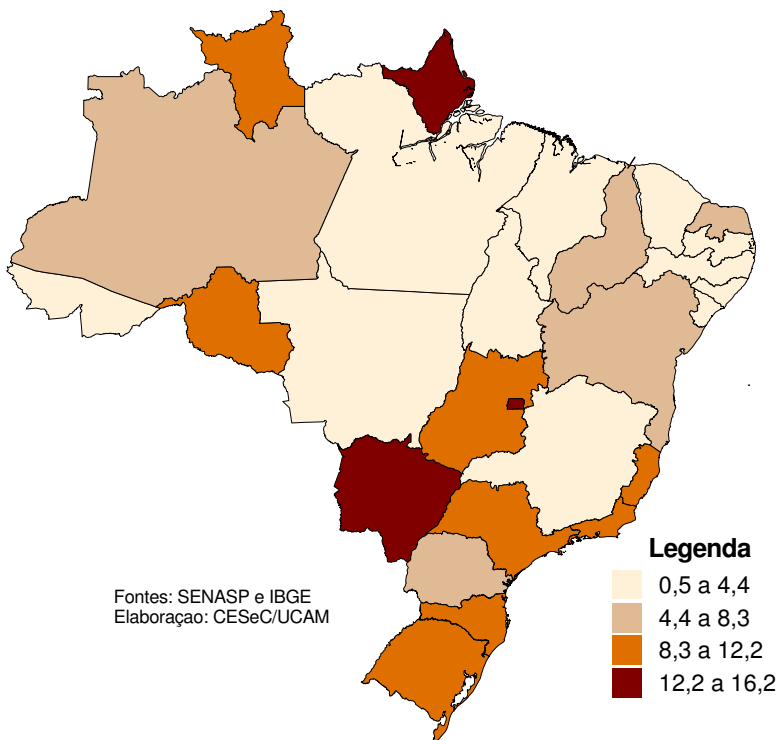 Legenda
0,5 a 4,4
4,4 a 8,3
8,3 a 12,2
12,2 a 16,2
Fontes: SENASP e IBGE
Elaboraçao: CESeC/UCAM